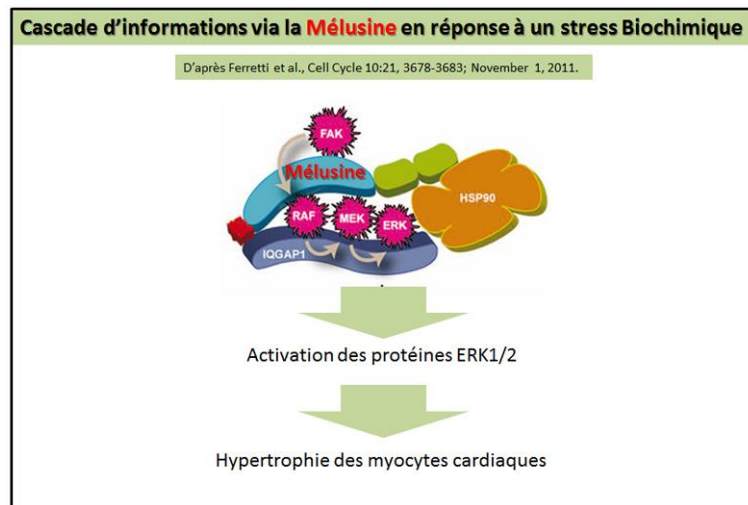 Cascade d'informations via la Mélusine en réponse à un stress Biochimique
D'après Ferretti et al., Cell Cycle 10:21, 3678-3683; November 1, 2011.
FAK
Mélusine
HSP90
RAF
MEK
ERK
IQGAP1
Activation des protéines ERK1/2
Hypertrophie des myocytes cardiaques